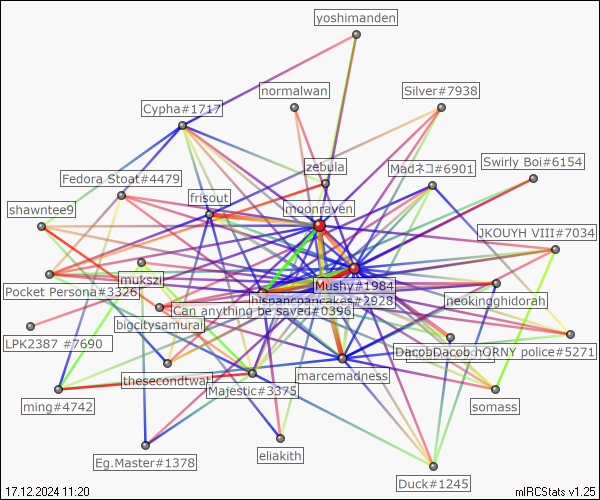 yoshimanden
normalwan
Silver#7938
Cypha#1717
zebula
Madネコ#6901
Swirly Boi#6154
Fedora Stoat#4479
frisout
moonraven
shawntee9
JKOUYH VIII#7034
mukszi
Mushy#1984
Pocket Persona#3326
hispancpancakes#2928
neokingghidorah
Can anything be saved#0396
bigcitysamurai
LPK2387 #7690
DacobDacob
hORNY police#5271
thesecondtwat
marcemadness
Majestic#3375
ming#4742
somass
eliakith
Eg.Master#1378
Duck#1245
17.12.2024 11:20
mIRCStats v1.25